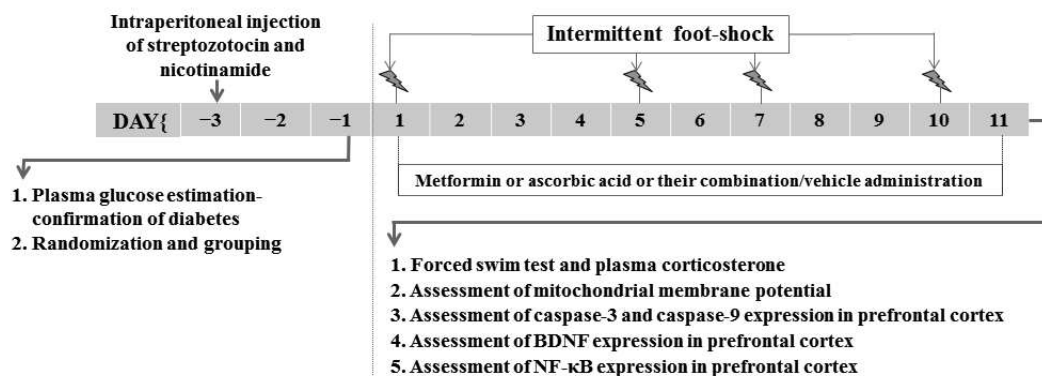 Intraperitoneal injection
of streptozotocin and
nicotinamide
Intermittent foot-shock
DAY{ −3 −2 −1 1 2 3 4 5 6 7 8 9 10 11
Metformin or ascorbic acid or their combination/vehicle administration
1. Plasma glucose estimation-
confirmation of diabetes
2. Randomization and grouping
1. Forced swim test and plasma corticosterone
2. Assessment of mitochondrial membrane potential
3. Assessment of caspase-3 and caspase-9 expression in prefrontal cortex
4. Assessment of BDNF expression in prefrontal cortex
5. Assessment of NF-κB expression in prefrontal cortex